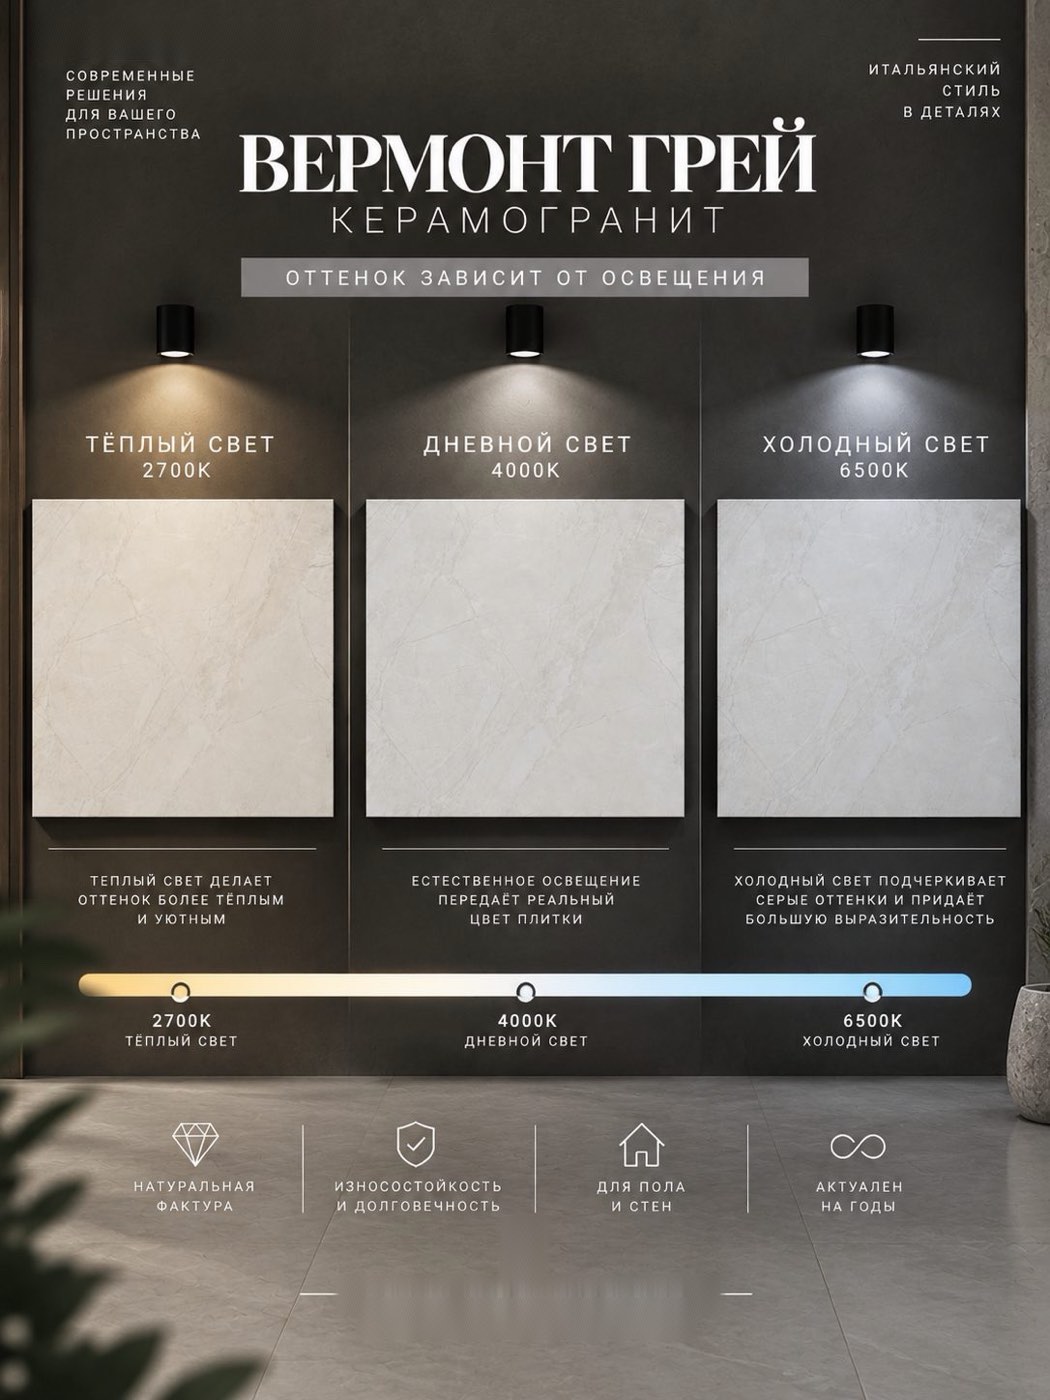 СОВРЕМЕННЫЕ
РЕШЕНИЯ
ДЛЯ ВАШЕГО
ПРОСТРАНСТВА
ИТАЛЬЯНСКИЙ
СТИЛЬ
В ДЕТАЛЯХ
ВЕРМОНТ ГРЕЙ
КЕРАМОГРАНИТ
ОТТЕНОК ЗАВИСИТ ОТ ОСВЕЩЕНИЯ
ТЁПЛЫЙ СВЕТ
2700K
ДНЕВНОЙ СВЕТ
4000K
ХОЛОДНЫЙ СВЕТ
6500K
ТЕПЛЫЙ СВЕТ ДЕЛАЕТ
ОТТЕНОК БОЛЕЕ ТЁПЛЫМ
И УЮТНЫМ
ЕСТЕСТВЕННОЕ ОСВЕЩЕНИЕ
ПЕРЕДАЁТ РЕАЛЬНЫЙ
ЦВЕТ ПЛИТКИ
ХОЛОДНЫЙ СВЕТ ПОДЧЕРКИВАЕТ
СЕРЫЕ ОТТЕНКИ И ПРИДАЁТ
БОЛЬШУЮ ВЫРАЗИТЕЛЬНОСТЬ
2700K
ТЁПЛЫЙ СВЕТ
4000K
ДНЕВНОЙ СВЕТ
6500K
ХОЛОДНЫЙ СВЕТ
НАТУРАЛЬНАЯ
ФАКТУРА
ИЗНОСОСТОЙКОСТЬ
И ДОЛГОВЕЧНОСТЬ
ДЛЯ ПОЛА
И СТЕН
АКТУАЛЕН
НА ГОДЫ